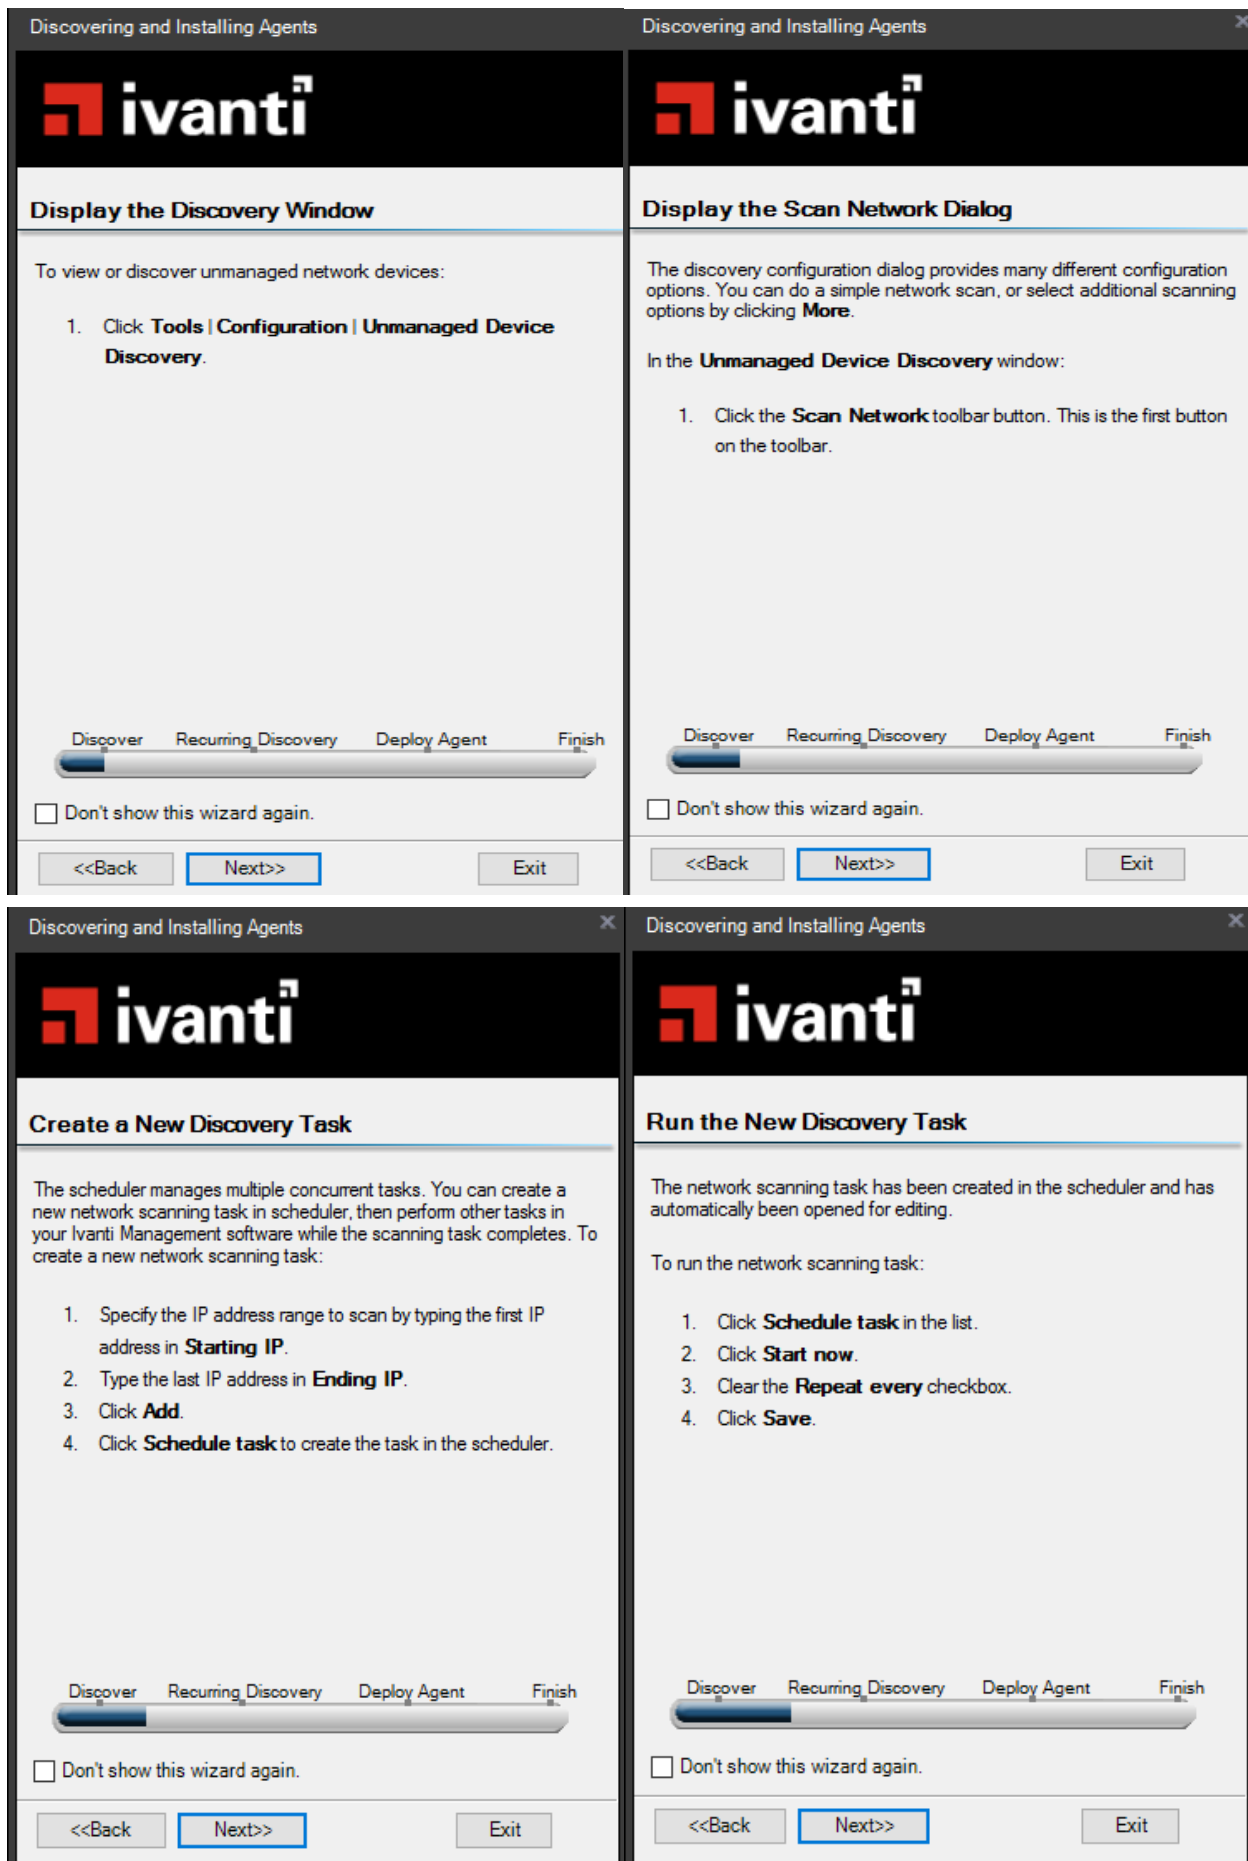 Discovering and Installing Agents
ivanti
Display the Discovery Window
To view or discover unmanaged network devices:
1. Click Tools | Configuration | Unmanaged Device
Discovery.
Discover Recurring Discovery Deploy Agent Finish
Don't show this wizard again.
<<Back Next>> Exit
Discovering and Installing Agents
ivanti
Display the Scan Network Dialog
The discovery configuration dialog provides many different configuration
options. You can do a simple network scan, or select additional scanning
options by clicking More.
In the Unmanaged Device Discovery window:
1. Click the Scan Network toolbar button. This is the first button
on the toolbar.
Discover Recurring Discovery Deploy Agent Finish
Don't show this wizard again.
<<Back Next>> Exit
Discovering and Installing Agents
ivanti
Create a New Discovery Task
The scheduler manages multiple concurrent tasks. You can create a
new network scanning task in scheduler, then perform other tasks in
your Ivanti Management software while the scanning task completes. To
create a new network scanning task:
1. Specify the IP address range to scan by typing the first IP
address in Starting IP.
2. Type the last IP address in Ending IP.
3. Click Add.
4. Click Schedule task to create the task in the scheduler.
Discover Recurring Discovery Deploy Agent Finish
Don't show this wizard again.
<<Back Next>> Exit
Discovering and Installing Agents
ivanti
Run the New Discovery Task
The network scanning task has been created in the scheduler and has
automatically been opened for editing.
To run the network scanning task:
1. Click Schedule task in the list.
2. Click Start now.
3. Clear the Repeat every checkbox.
4. Click Save.
Discover Recurring Discovery Deploy Agent Finish
Don't show this wizard again.
<<Back Next>> Exit